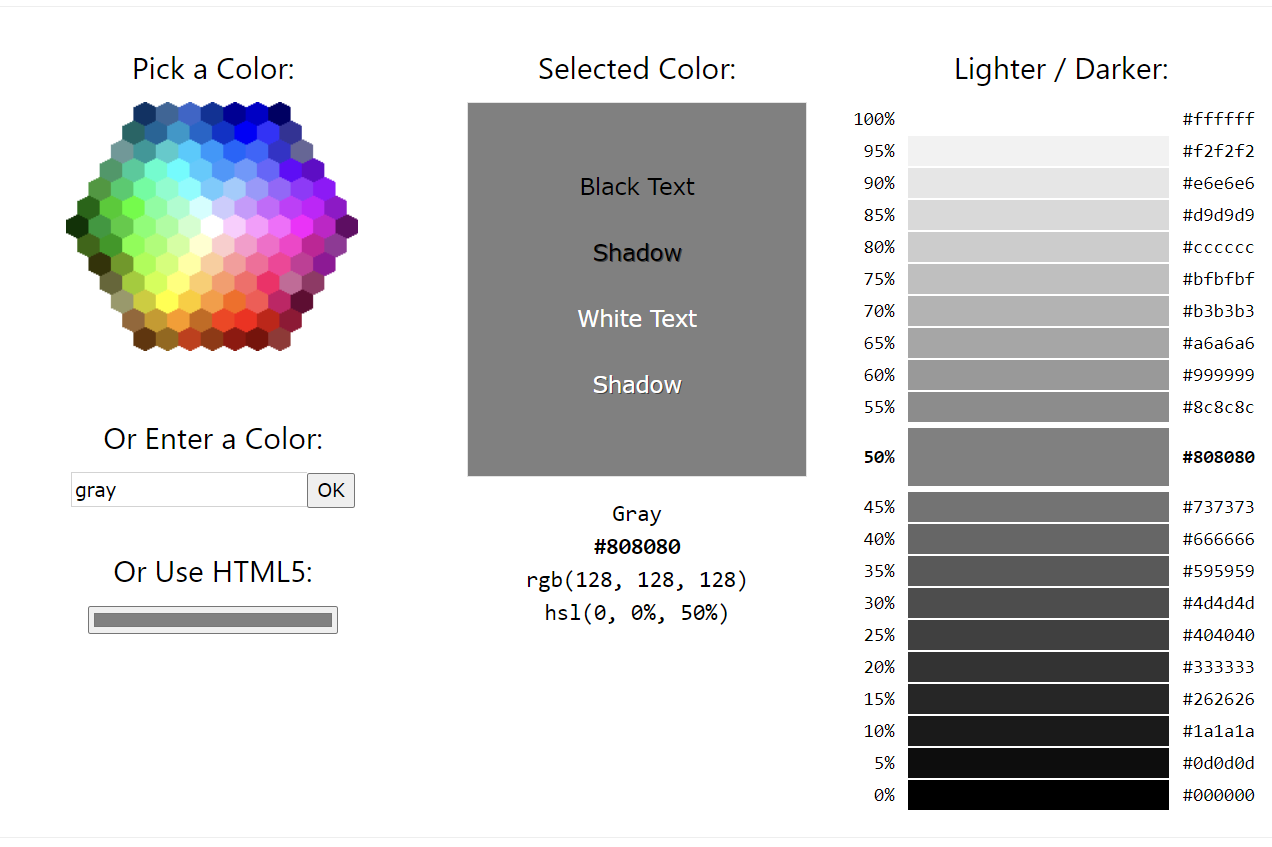 Pick a Color:
Or Enter a Color:
gray OK
Or Use HTML5:
Selected Color:
Black Text
Shadow
White Text
Shadow
Gray
#808080
rgb(128, 128, 128)
hsl(0, 0%, 50%)
Lighter / Darker:
100% #ffffff
95% #f2f2f2
90% #e6e6e6
85% #d9d9d9
80% #cccccc
75% #bfbfbf
70% #b3b3b3
65% #a6a6a6
60% #999999
55% #8c8c8c
50% #808080
45% #737373
40% #666666
35% #595959
30% #4d4d4d
25% #404040
20% #333333
15% #262626
10% #1a1a1a
5% #0d0d0d
0% #000000